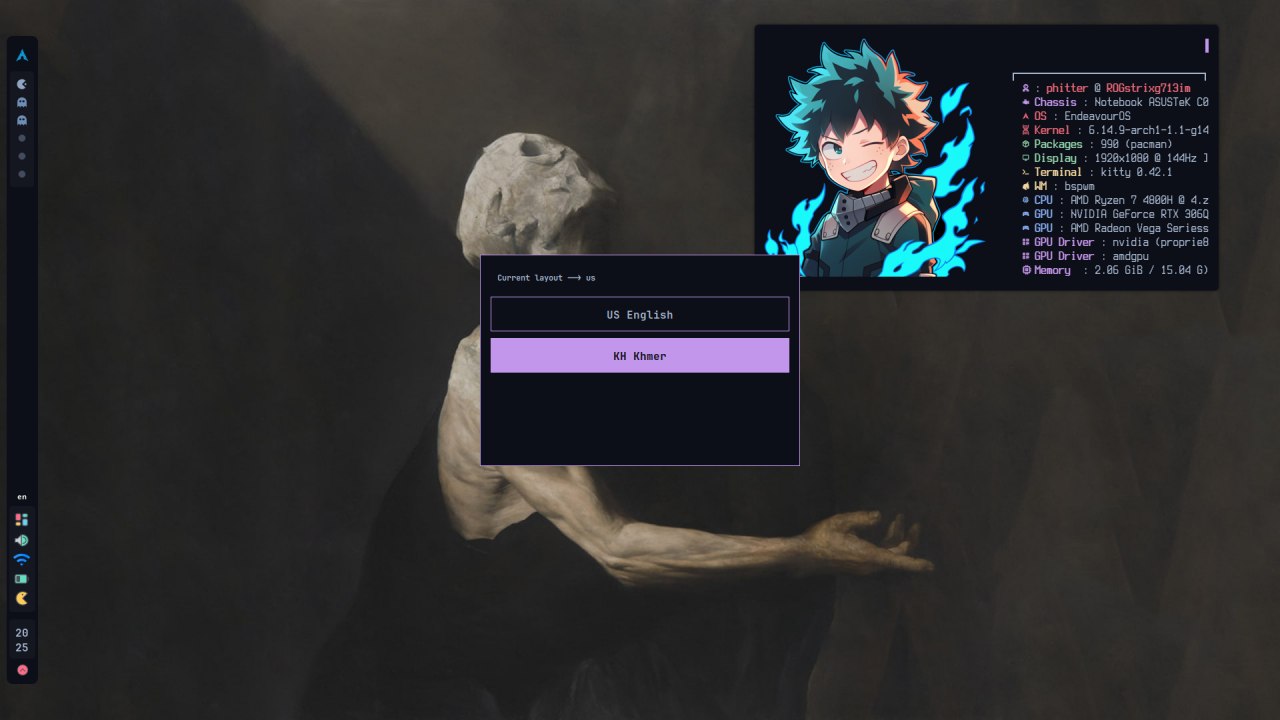 : phitter @ ROGstrixg713im
Chassis : Notebook ASUSTeK CO
OS : EndeavourOS
Kernel : 6.14.9-arch1-1.1-g14
Packages : 990 (pacman)
Display : 1920x1080 @ 144Hz ]
Terminal : kitty 0.42.1
WM : bspwm
CPU : AMD Ryzen 7 4800H @ 4.z
GPU : NVIDIA GeForce RTX 306Q
GPU : AMD Radeon Vega Seriess
GPU Driver : nvidia (proprie8
GPU Driver : amdgpu
Memory : 2.06 GiB / 15.04 G)
Current layout ⟶ us
US English
KH Khmer
en
20
25